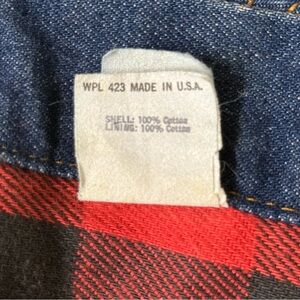 WPL 423 MADE IN U.S.A.
SHELL: 100% Cotton
LINING: 100% Cotton